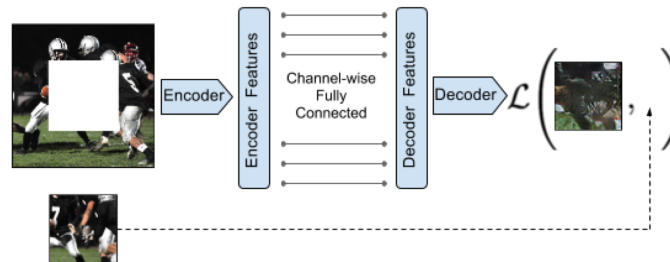 Encoder
Encoder Features
Channel-wise
Fully
Connected
Decoder Features
Decoder
ℒ ( , )